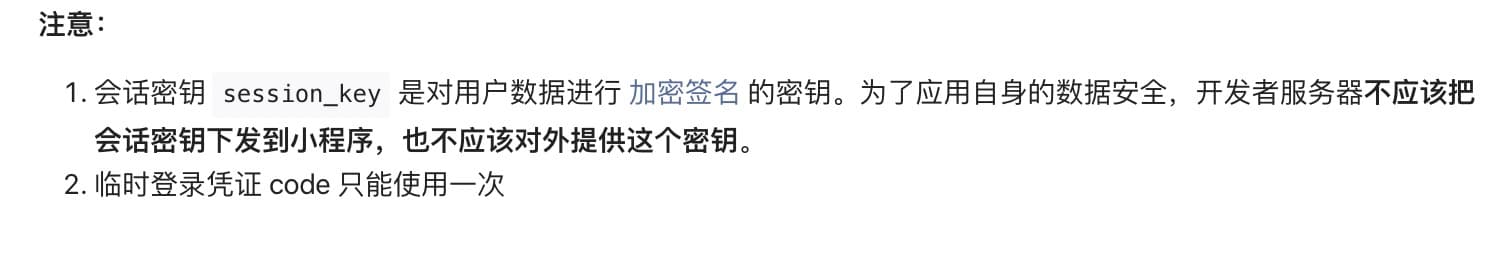 注意：
1. 会话密钥 session_key 是对用户数据进行 加密签名 的密钥。为了应用自身的数据安全，开发者服务器不应该把
会话密钥下发到小程序，也不应该对外提供这个密钥。
2. 临时登录凭证 code 只能使用一次